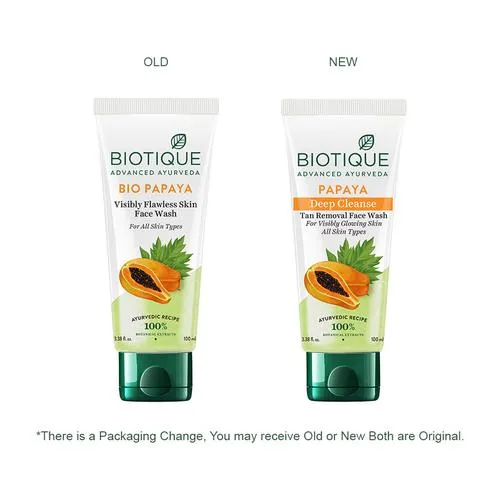 OLD
NEW
BIOTIQUE
ADVANCED AYURVEDA
BIO PAPAYA
Visibly Flawless Skin
Face Wash
For All Skin Types
AYURVEDIC RECIPE
100%
BOTANICAL EXTRACTS
3.38 fl. oz.
100 ml
BIOTIQUE
ADVANCED AYURVEDA
PAPAYA
Deep Cleanse
Tan Removal Face Wash
For Visibly Glowing Skin
All Skin Types
AYURVEDIC RECIPE
100%
BOTANICAL EXTRACTS
3.38 fl. oz.
100 ml
*There is a Packaging Change, You may receive Old or New Both are Original.